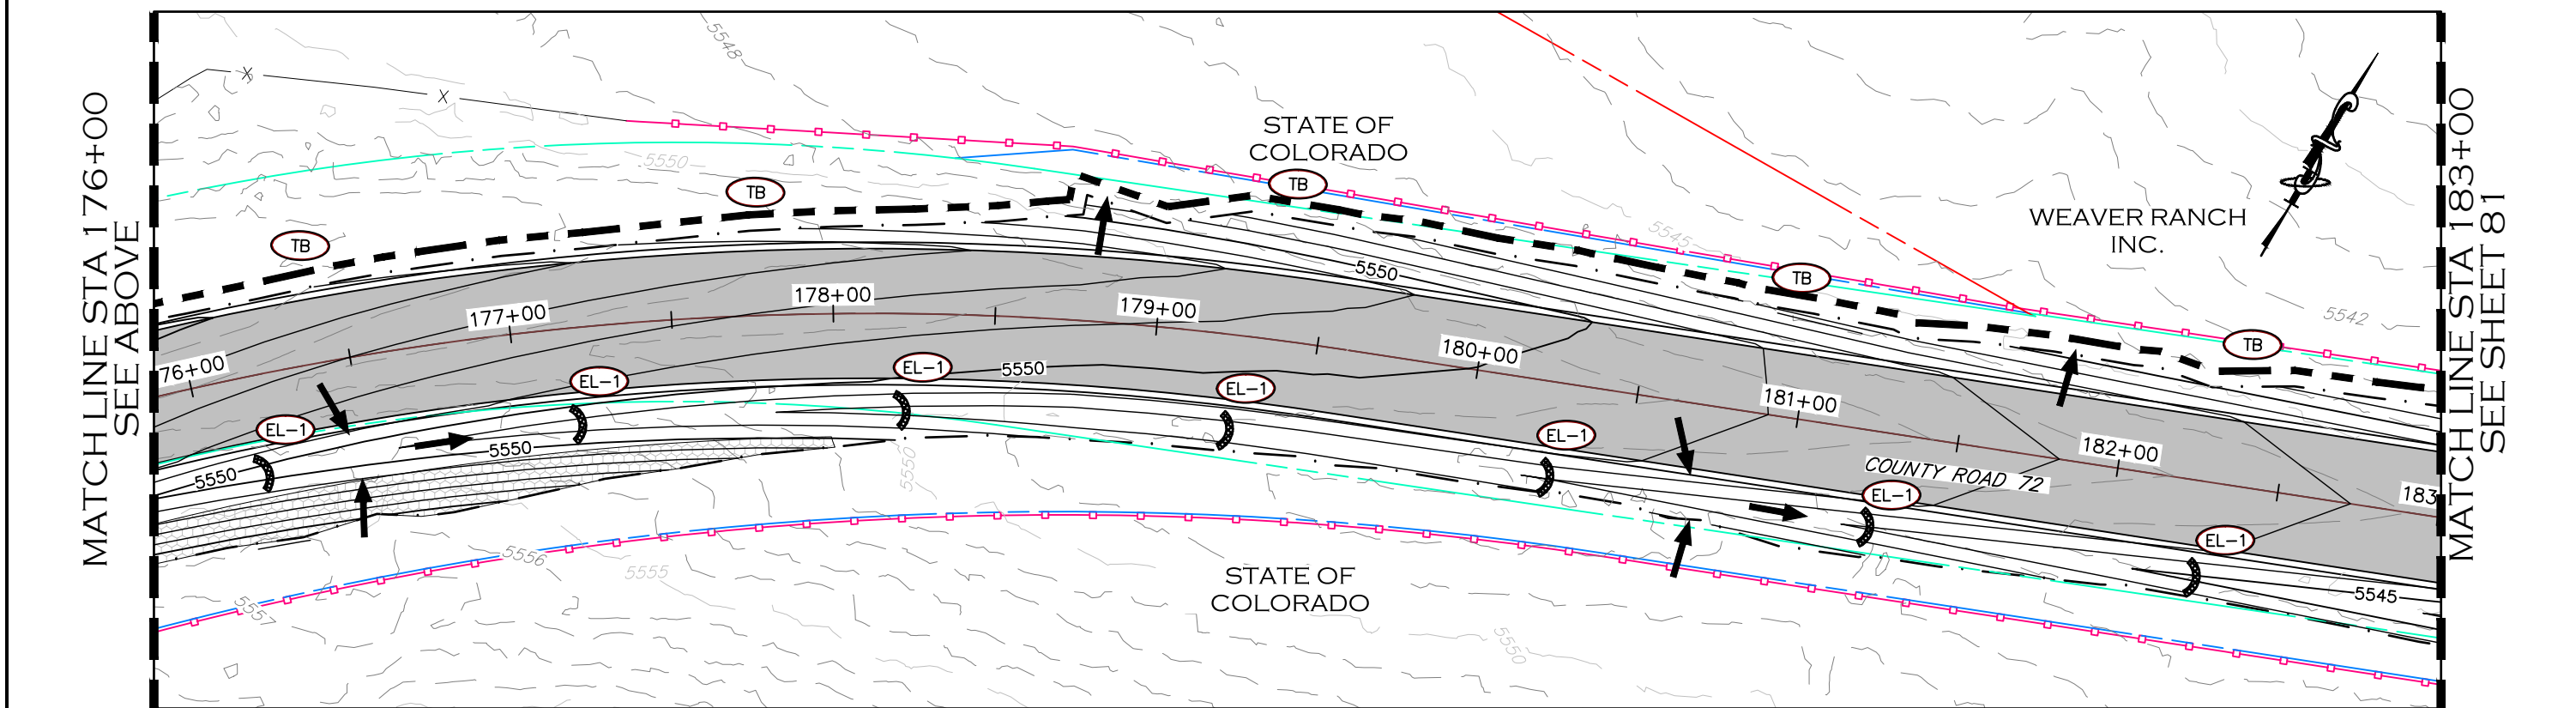 MATCH LINE STA 176+00
SEE ABOVE
5548
X
X
5550
STATE OF
COLORADO
TB
TB
TB
TB
TB
5545
WEAVER RANCH
INC.
5542
5550
76+00
177+00
178+00
179+00
180+00
181+00
182+00
183
5550
EL-1
EL-1
EL-1
EL-1
EL-1
EL-1
EL-1
COUNTY ROAD 72
5550
5550
5550
5556
5555
STATE OF
COLORADO
5550
5545
MATCH LINE STA 183+00
SEE SHEET 81